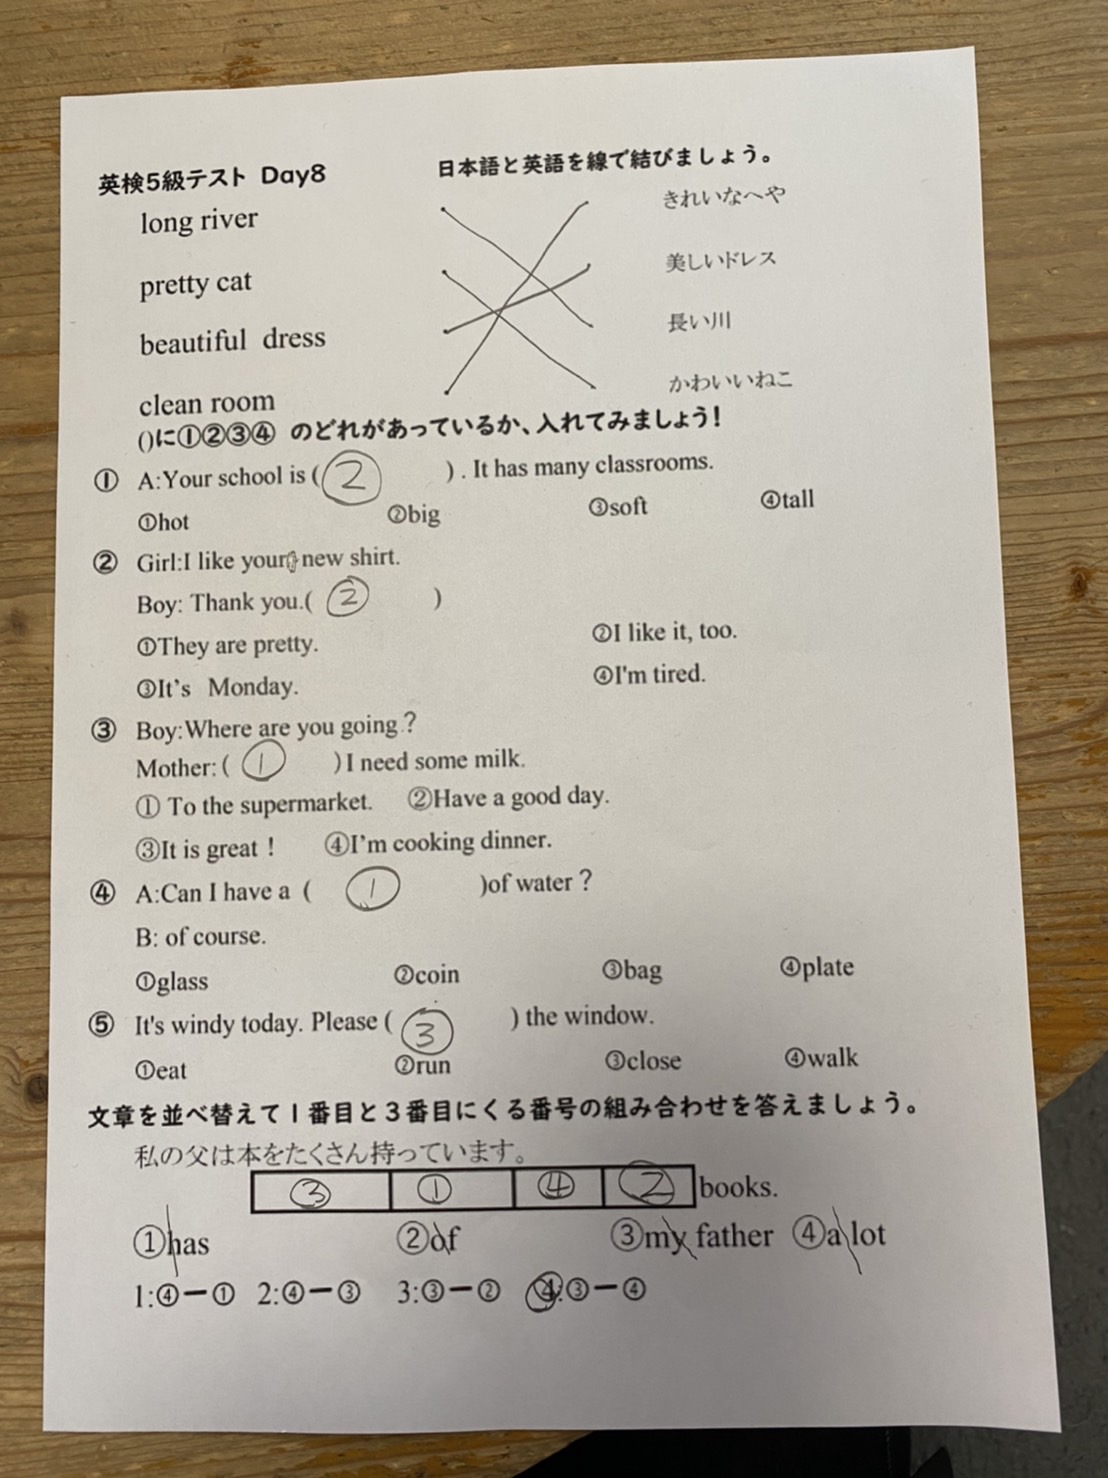 英検5級テスト Day8
日本語と英語を線で結びましょう。
long river
きれいなへや
pretty cat
美しいドレス
beautiful dress
長い川
clean room
かわいいねこ
()に①②③④ のどれがあっているか、入れてみましょう!
① A:Your school is ( ② ) . It has many classrooms.
①hot ②big ③soft ④tall
② Girl:I like your new shirt.
Boy: Thank you.( ② )
①They are pretty. ②I like it, too.
③It's Monday. ④I'm tired.
③ Boy:Where are you going?
Mother:( ① )I need some milk.
① To the supermarket. ②Have a good day.
③It is great! ④I'm cooking dinner.
④ A:Can I have a ( ① )of water?
B: of course.
①glass ②coin ③bag ④plate
⑤ It's windy today. Please ( ③ ) the window.
①eat ②run ③close ④walk
文章を並べ替えて1番目と3番目にくる番号の組み合わせを答えましょう。
私の父は本をたくさん持っています。
③ ① ④ ② books.
①has ②of ③my father ④a lot
1:④ー① 2:④ー③ 3:③ー② 4:③ー④